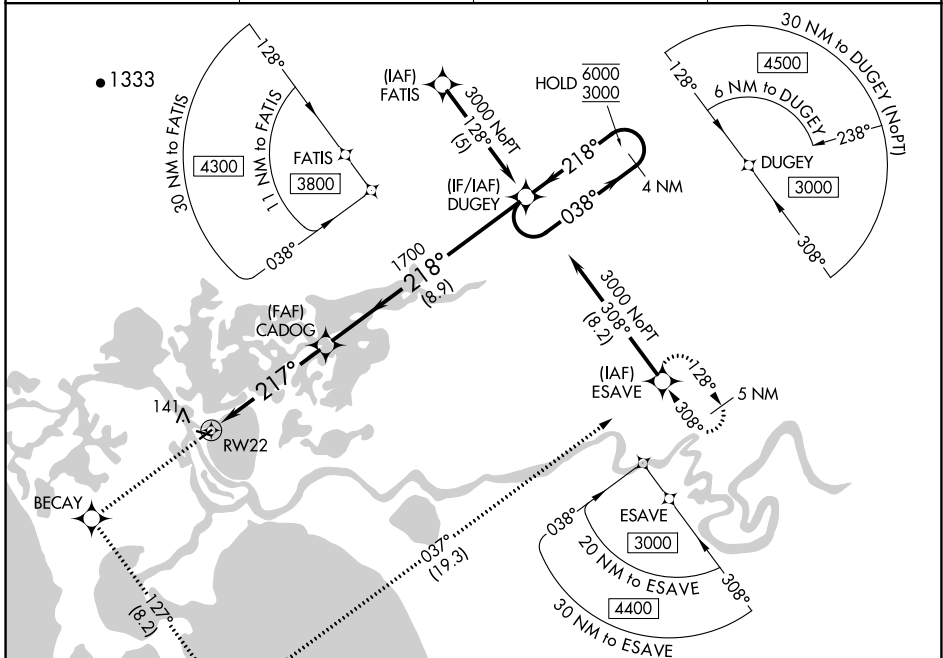 1333
30 NM to FATIS
4300
11 NM to FATIS
128°
FATIS
3800
038°
(IAF)
FATIS
3000 NoPT
128°
(5)
HOLD
6000
3000
218°
038°
4 NM
(IF/IAF)
DUGEY
30 NM to DUGEY (NoPT)
4500
128°
6 NM to DUGEY
238°
DUGEY
3000
308°
1700
218°
(8.9)
(FAF)
CADOG
217°
3000 NoPT
308°
(8.2)
(IAF)
ESAVE
128°
308°
5 NM
141
RW22
BECAY
127°
(8.2)
037°
(19.3)
038°
ESAVE
3000
20 NM to ESAVE
308°
4400
30 NM to ESAVE